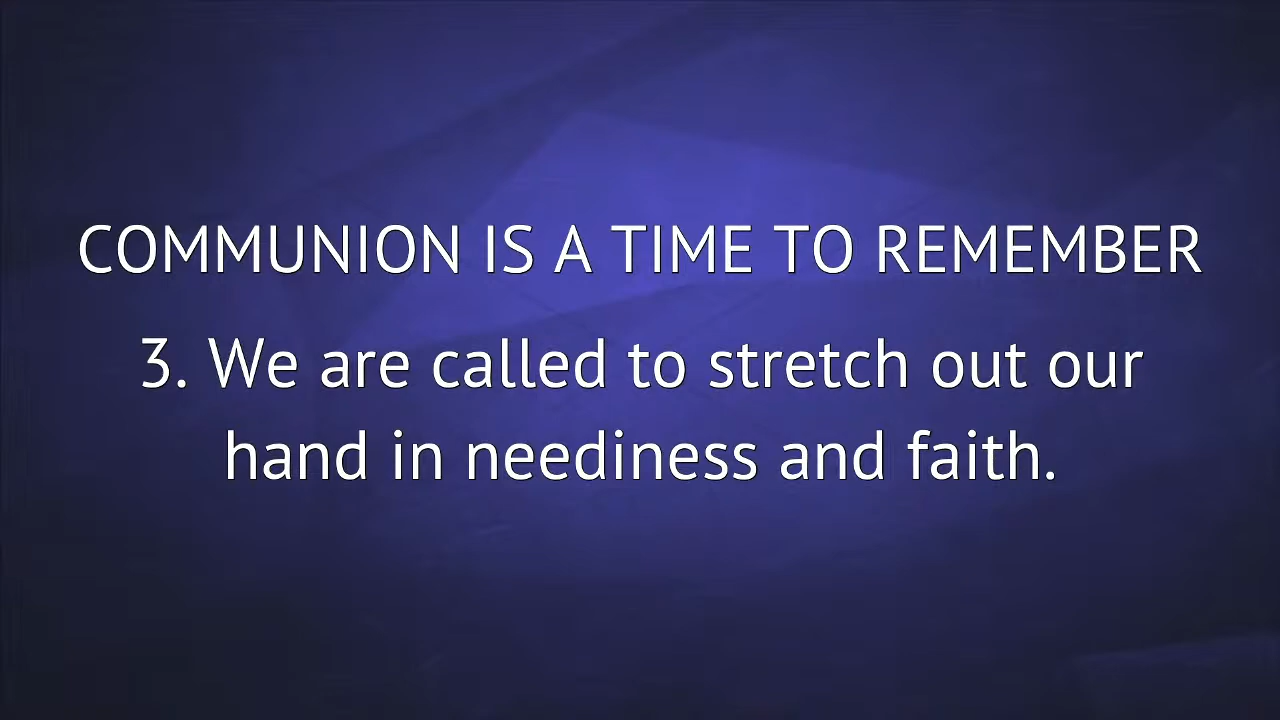 COMMUNION IS A TIME TO REMEMBER
3. We are called to stretch out our
hand in neediness and faith.